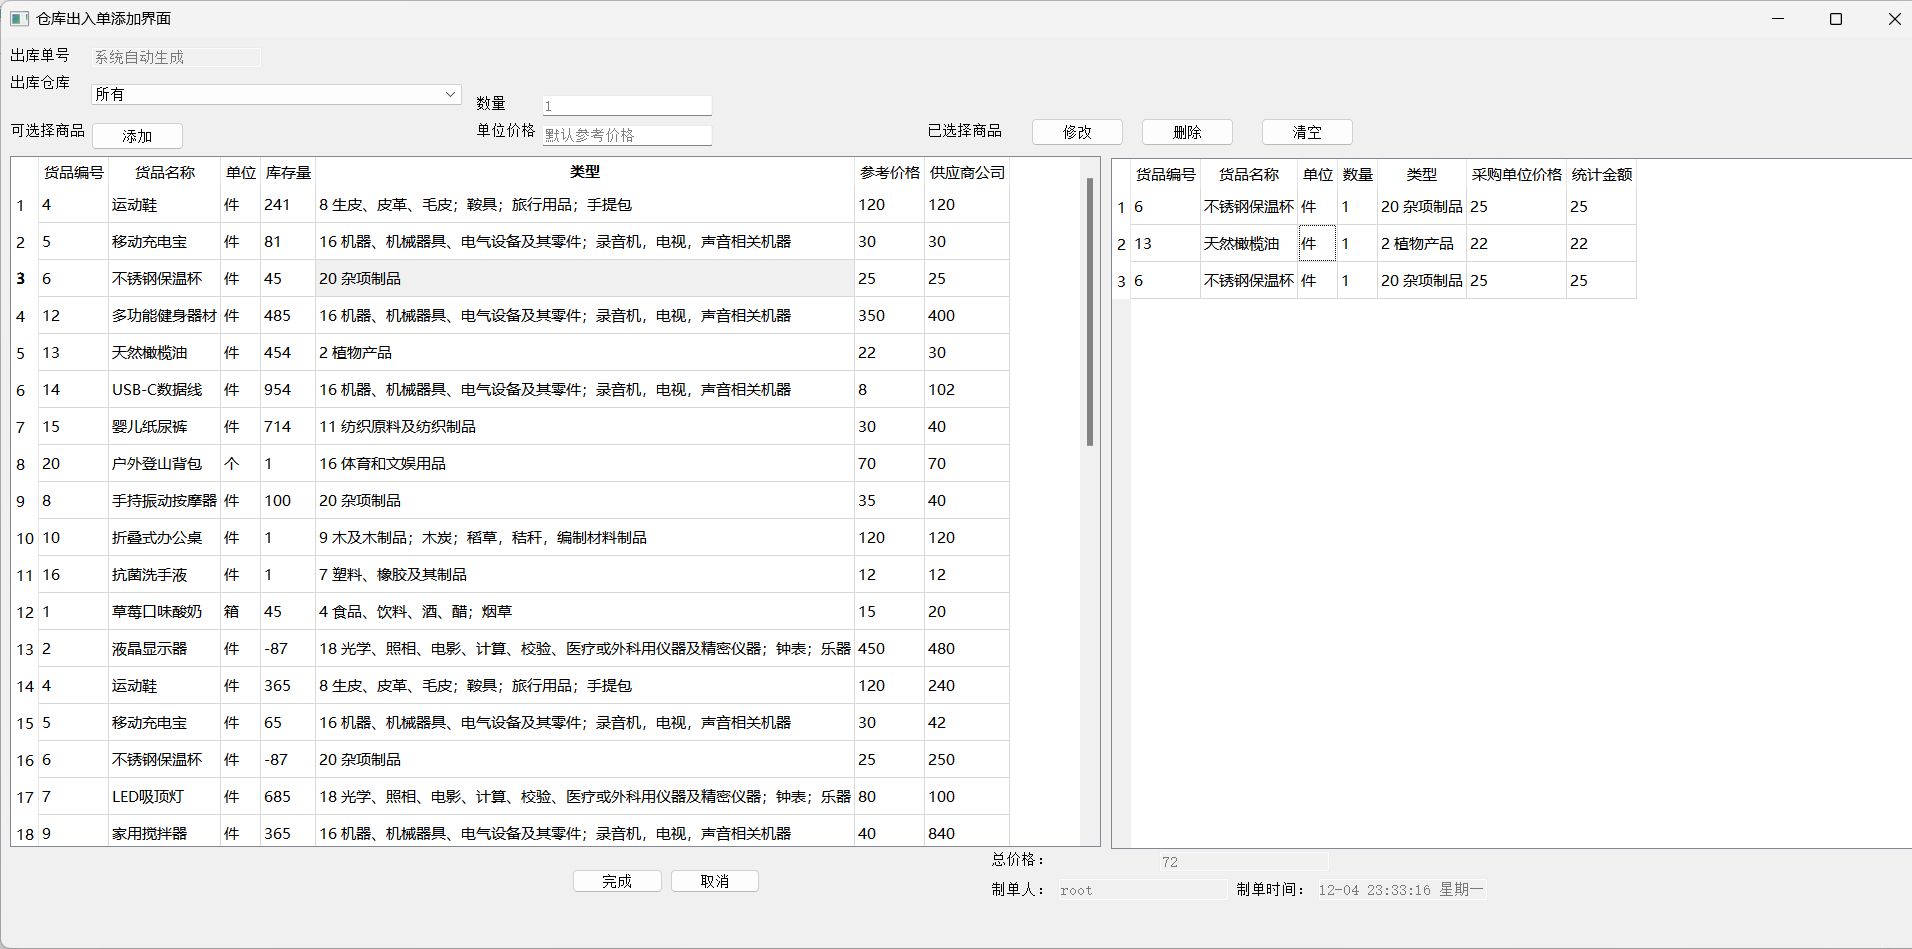 仓库出入单添加界面
出库单号 系统自动生成
出库仓库 所有
数量 1
可选择商品 添加 单位价格 默认参考价格 已选择商品 修改 删除 清空
货品编号 货品名称 单位 库存量 类型 参考价格 供应商公司
1 4 运动鞋 件 241 8 生皮、皮革、毛皮；鞍具；旅行用品；手提包 120 120
2 5 移动充电宝 件 81 16 机器、机械器具、电气设备及其零件；录音机，电视，声音相关机器 30 30
3 6 不锈钢保温杯 件 45 20 杂项制品 25 25
4 12 多功能健身器材 件 485 16 机器、机械器具、电气设备及其零件；录音机，电视，声音相关机器 350 400
5 13 天然橄榄油 件 454 2 植物产品 22 30
6 14 USB-C数据线 件 954 16 机器、机械器具、电气设备及其零件；录音机，电视，声音相关机器 8 102
7 15 婴儿纸尿裤 件 714 11 纺织原料及纺织制品 30 40
8 20 户外登山背包 个 1 16 体育和文娱用品 70 70
9 8 手持振动按摩器 件 100 20 杂项制品 35 40
10 10 折叠式办公桌 件 1 9 木及木制品；木炭；稻草，秸秆，编制材料制品 120 120
11 16 抗菌洗手液 件 1 7 塑料、橡胶及其制品 12 12
12 1 草莓口味酸奶 箱 45 4 食品、饮料、酒、醋；烟草 15 20
13 2 液晶显示器 件 -87 18 光学、照相、电影、计算、校验、医疗或外科用仪器及精密仪器；钟表；乐器 450 480
14 4 运动鞋 件 365 8 生皮、皮革、毛皮；鞍具；旅行用品；手提包 120 240
15 5 移动充电宝 件 65 16 机器、机械器具、电气设备及其零件；录音机，电视，声音相关机器 30 42
16 6 不锈钢保温杯 件 -87 20 杂项制品 25 250
17 7 LED吸顶灯 件 685 18 光学、照相、电影、计算、校验、医疗或外科用仪器及精密仪器；钟表；乐器 80 100
18 9 家用搅拌器 件 365 16 机器、机械器具、电气设备及其零件；录音机，电视，声音相关机器 40 840
货品编号 货品名称 单位 数量 类型 采购单位价格 统计金额
1 6 不锈钢保温杯 件 1 20 杂项制品 25 25
2 13 天然橄榄油 件 1 2 植物产品 22 22
3 6 不锈钢保温杯 件 1 20 杂项制品 25 25
总价格： 72
完成 取消
制单人： root 制单时间： 12-04 23:33:16 星期一